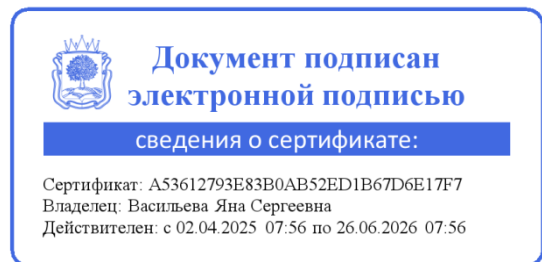 Документ подписан
электронной подписью
сведения о сертификате:
Сертификат: A53612793E83B0AB52ED1B67D6E17F7
Владелец: Васильева Яна Сергеевна
Действителен: с 02.04.2025 07:56 по 26.06.2026 07:56